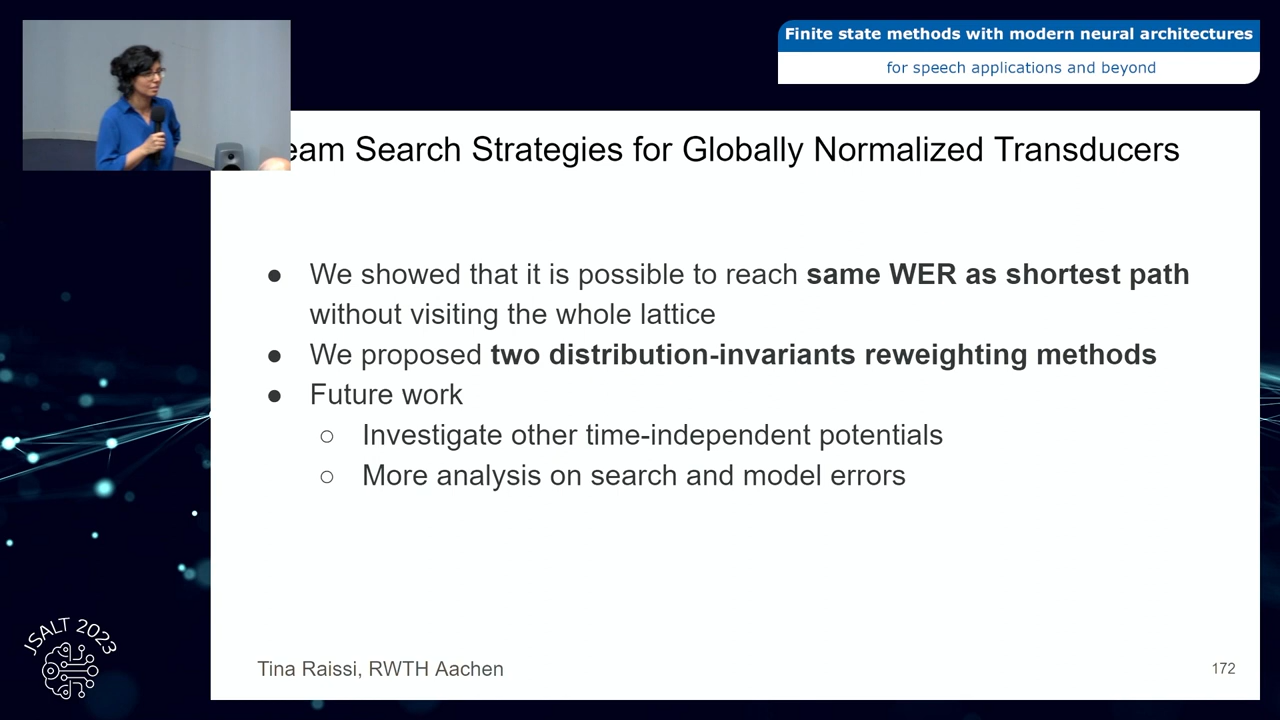 Finite state methods with modern neural architectures
for speech applications and beyond
eam Search Strategies for Globally Normalized Transducers
● We showed that it is possible to reach same WER as shortest path
without visiting the whole lattice
● We proposed two distribution-invariants reweighting methods
● Future work
○ Investigate other time-independent potentials
○ More analysis on search and model errors
JSALT 2023
Tina Raissi, RWTH Aachen
172